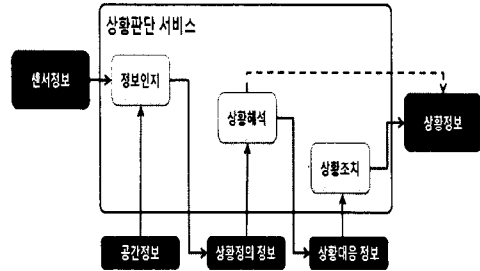 상황판단 서비스
센서정보
정보인지
상황해석
상황정보
상황조치
공간정보
상황정의 정보
상황대응 정보